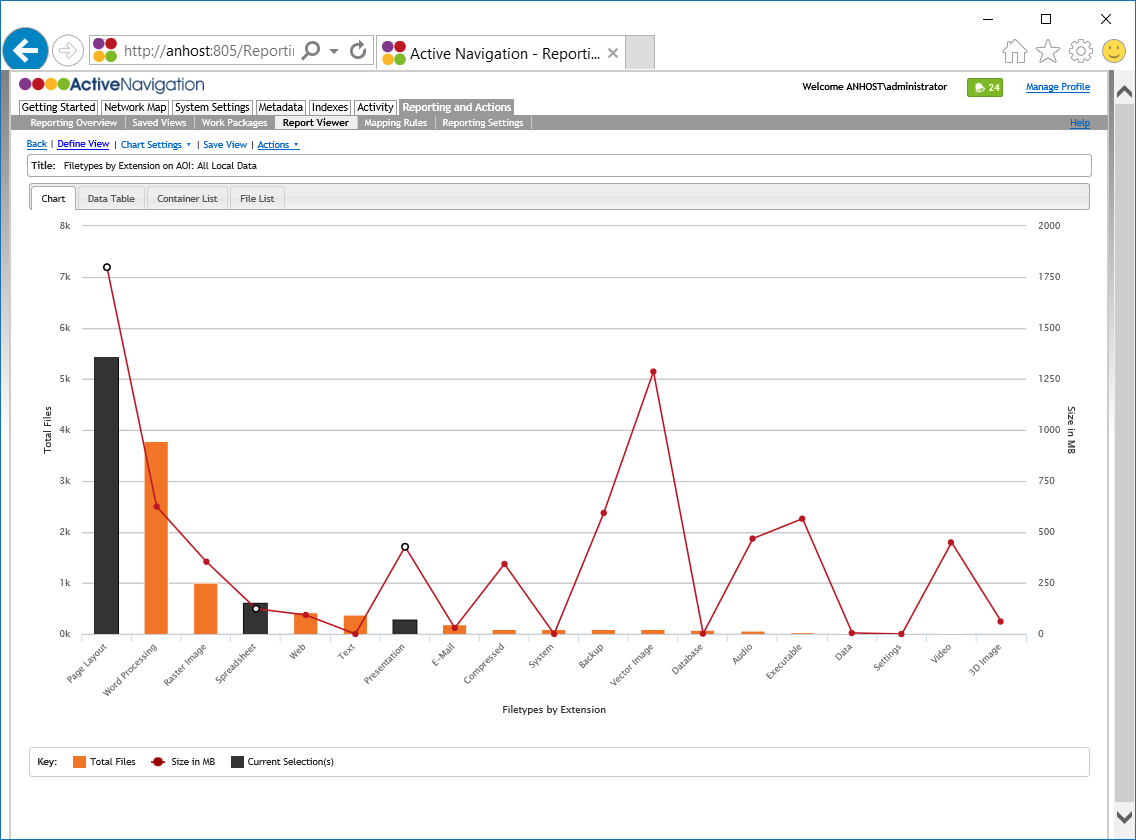 http://anhost:805/Reporti
Active Navigation - Reporti...
ActiveNavigation
Welcome ANHOST\administrator
24
Manage Profile
Getting Started Network Map System Settings Metadata Indexes Activity Reporting and Actions
Reporting Overview Saved Views Work Packages Report Viewer Mapping Rules Reporting Settings Help
Back | Define View | Chart Settings | Save View | Actions
Title: Filetypes by Extension on AOI: All Local Data
Chart Data Table Container List File List
8k 2000
7k 1750
6k 1500
5k 1250
4k 1000
3k 750
2k 500
1k 250
0k 0
Total Files
Size in MB
Page Layout
Word Processing
Raster Image
Spreadsheet
Web
Text
Presentation
E-Mail
Compressed
System
Backup
Vector Image
Database
Audio
Executable
Data
Settings
Video
3D Image
Filetypes by Extension
Key: Total Files Size in MB Current Selection(s)